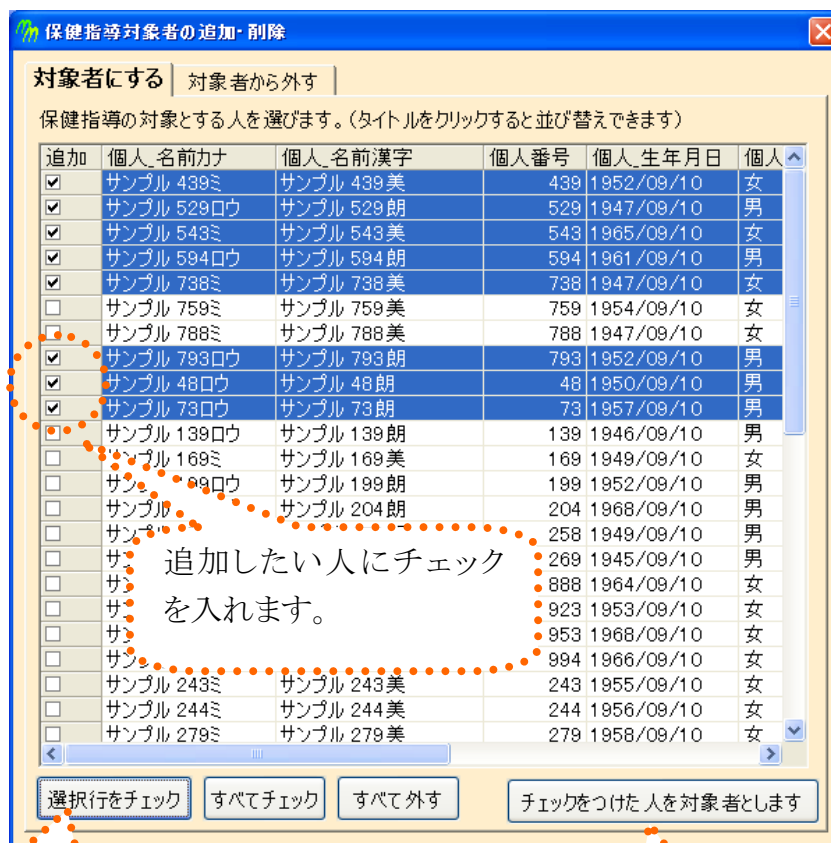 保健指導対象者の追加・削除
対象者にする 対象者から外す
保健指導の対象とする人を選びます。(タイトルをクリックすると並び替えできます)
追加 個人_名前カナ 個人_名前漢字 個人番号 個人_生年月日 個人
サンプル 439ミ サンプル 439美 439 1952/09/10 女
サンプル 529ロウ サンプル 529朗 529 1947/09/10 男
サンプル 543ミ サンプル 543美 543 1965/09/10 女
サンプル 594ロウ サンプル 594朗 594 1961/09/10 男
サンプル 738ミ サンプル 738美 738 1947/09/10 女
サンプル 759ミ サンプル 759美 759 1954/09/10 女
サンプル 788ミ サンプル 788美 788 1947/09/10 女
サンプル 793ロウ サンプル 793朗 793 1952/09/10 男
サンプル 48ロウ サンプル 48朗 48 1950/09/10 男
サンプル 73ロウ サンプル 73朗 73 1957/09/10 男
サンプル 139ロウ サンプル 139朗 139 1946/09/10 男
サンプル 169ミ サンプル 169美 169 1949/09/10 女
サンプル 199ロウ サンプル 199朗 199 1952/09/10 男
サンプル サンプル 204朗 204 1968/09/10 男
258 1949/09/10 男
269 1945/09/10 男
888 1964/09/10 女
923 1953/09/10 女
953 1968/09/10 女
994 1966/09/10 女
サンプル 243ミ サンプル 243美 243 1955/09/10 女
サンプル 244ミ サンプル 244美 244 1956/09/10 女
サンプル 279ミ サンプル 279美 279 1958/09/10 女
追加したい人にチェック
を入れます。
選択行をチェック すべてチェック すべて外す チェックをつけた人を対象者とします